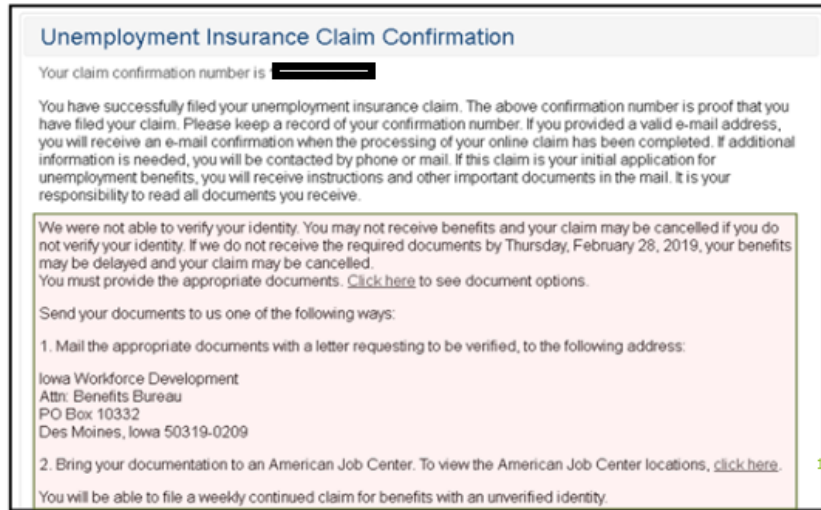 Unemployment Insurance Claim Confirmation
Your claim confirmation number is
You have successfully filed your unemployment insurance claim. The above confirmation number is proof that you
have filed your claim. Please keep a record of your confirmation number. If you provided a valid e-mail address,
you will receive an e-mail confirmation when the processing of your online claim has been completed. If additional
information is needed, you will be contacted by phone or mail. If this claim is your initial application for
unemployment benefits, you will receive instructions and other important documents in the mail. It is your
responsibility to read all documents you receive.
We were not able to verify your identity. You may not receive benefits and your claim may be cancelled if you do
not verify your identity. If we do not receive the required documents by Thursday, February 28, 2019, your benefits
may be delayed and your claim may be cancelled.
You must provide the appropriate documents. Click here to see document options.
Send your documents to us one of the following ways:
1. Mail the appropriate documents with a letter requesting to be verified, to the following address:
Iowa Workforce Development
Attn: Benefits Bureau
PO Box 10332
Des Moines, Iowa 50319-0209
2. Bring your documentation to an American Job Center. To view the American Job Center locations, click here.
1
You will be able to file a weekly continued claim for benefits with an unverified identity.